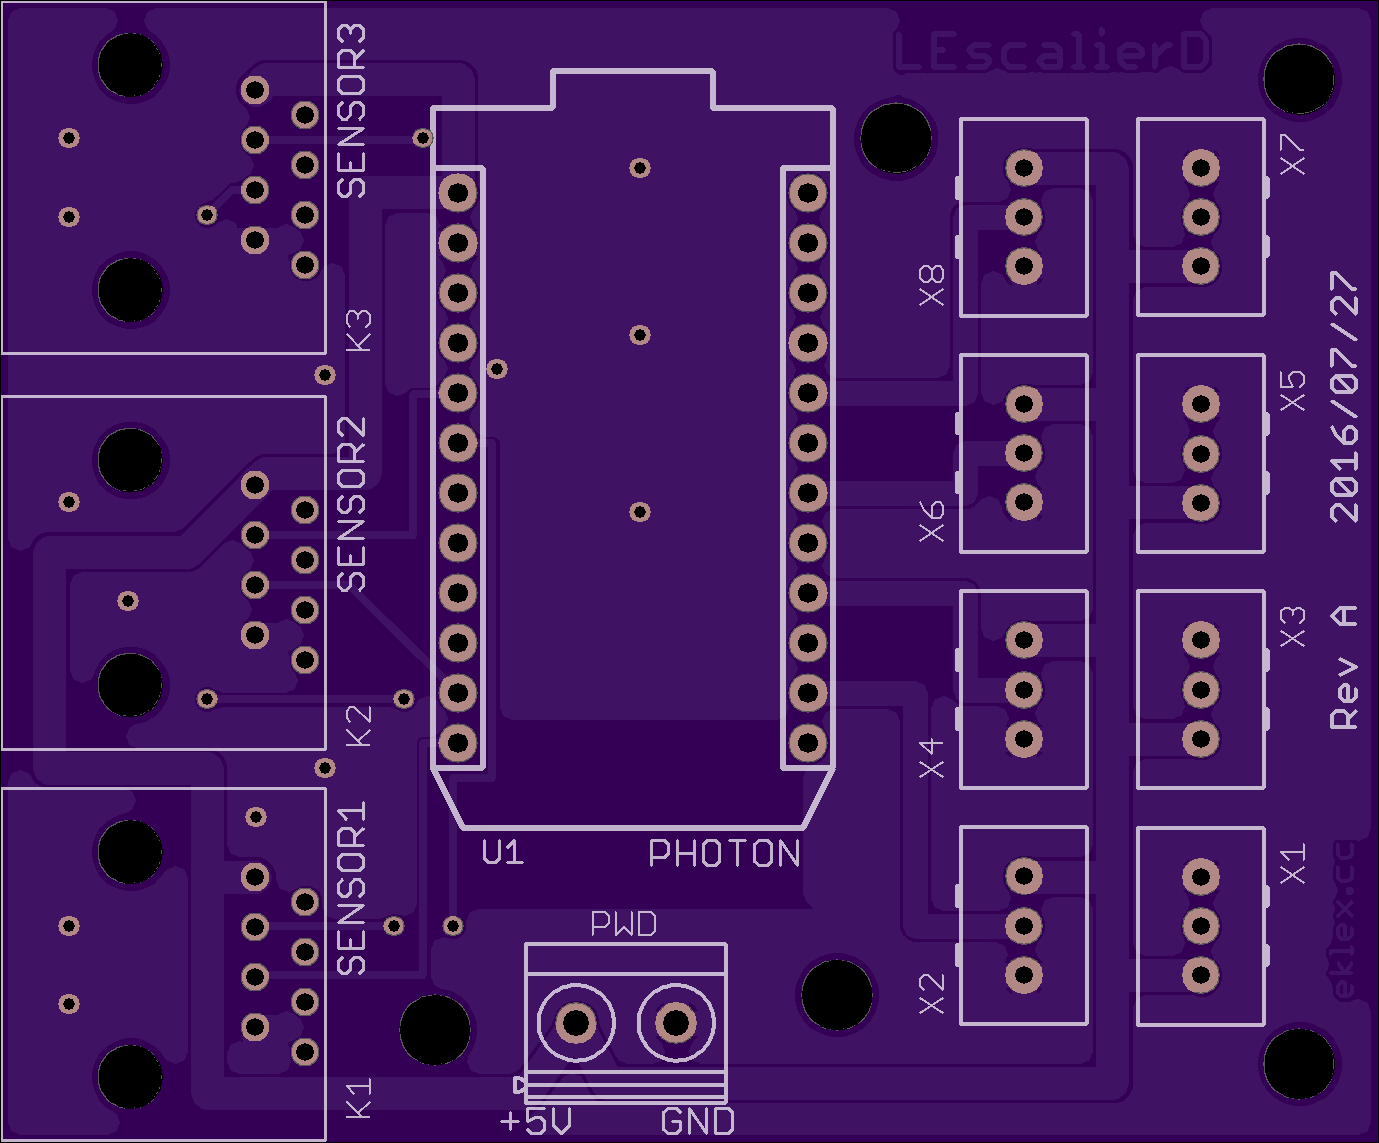 LEscalierD
SENSOR3
K3
SENSOR2
K2
SENSOR1
K1
U1
PHOTON
PWD
+5V
GND
X8
X7
X6
X5
X4
X3
X2
X1
2016/07/27
Rev A
eklex.cc